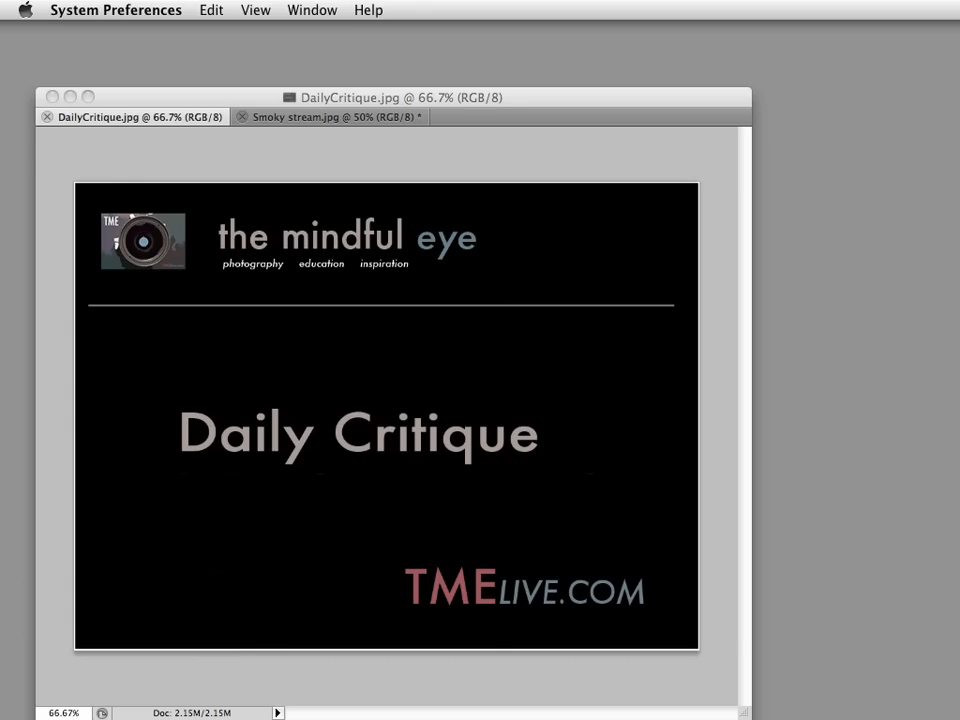 System Preferences Edit View Window Help
DailyCritique.jpg @ 66.7% (RGB/8)
DailyCritique.jpg @ 66.7% (RGB/8) Smoky stream.jpg @ 50% (RGB/8) *
TME
the mindful eye
photography education inspiration
Daily Critique
TMELIVE.COM
66.67% Doc: 2.15M/2.15M